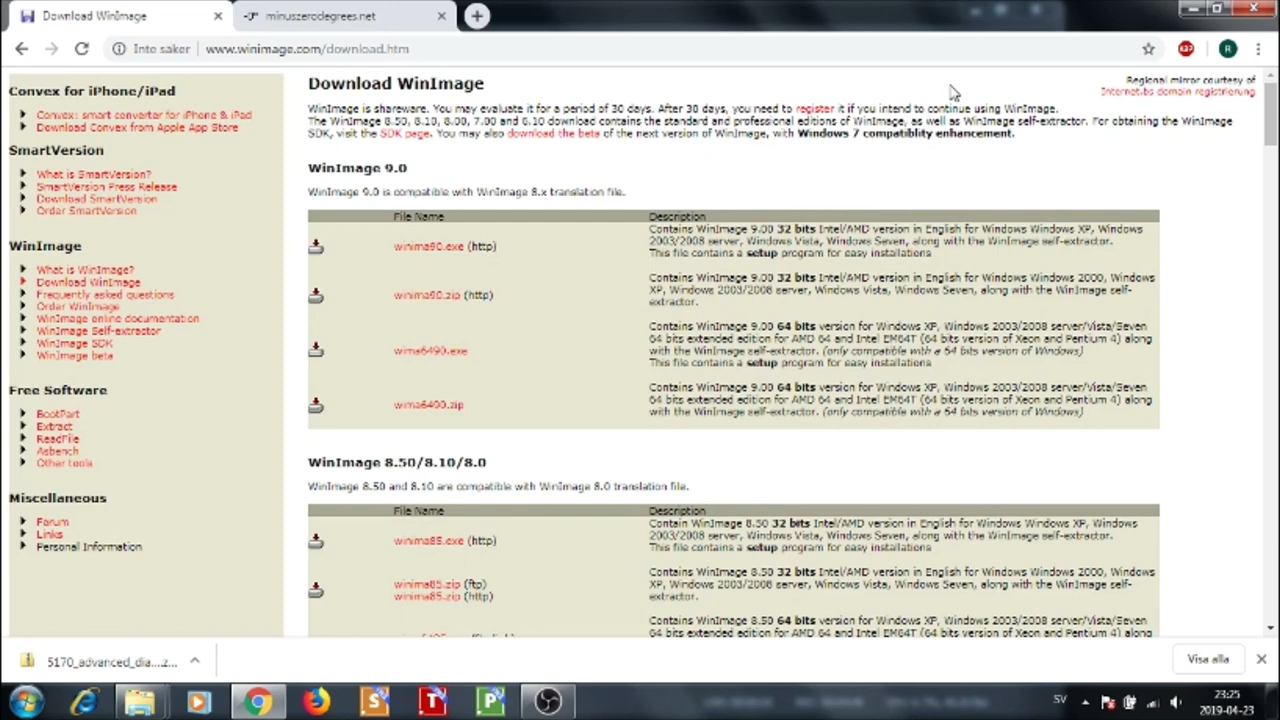 Download WinImage
minuszerodegrees.net
Inte säker
www.winimage.com/download.htm
ABP
R
Convex for iPhone/iPad
Convex: smart converter for iPhone & iPad
Download Convex from Apple App Store
SmartVersion
What is SmartVersion?
SmartVersion Press Release
Download SmartVersion
Order SmartVersion
WinImage
What is WinImage?
Download WinImage
Frequently asked questions
Order WinImage
WinImage online documentation
WinImage Self-extractor
WinImage SDK
WinImage beta
Free Software
BootPart
Extract
ReadFile
Asbench
Other tools
Miscellaneous
Forum
Links
Personal Information
Download WinImage
Regional mirror courtesy of
Internet.bs domain registrierung
WinImage is shareware. You may evaluate it for a period of 30 days. After 30 days, you need to register it if you intend to continue using WinImage.
The WinImage 8.50, 8.10, 8.00, 7.00 and 6.10 download contains the standard and professional editions of WinImage, as well as WinImage self-extractor. For obtaining the WinImage
SDK, visit the SDK page. You may also download the beta of the next version of WinImage, with Windows 7 compatiblity enhancement.
WinImage 9.0
WinImage 9.0 is compatible with WinImage 8.x translation file.
File Name Description
winima90.exe (http)
Contains WinImage 9.00 32 bits Intel/AMD version in English for Windows Windows XP, Windows
2003/2008 server, Windows Vista, Windows Seven, along with the WinImage self-extractor.
This file contains a setup program for easy installations
winima90.zip (http)
Contains WinImage 9.00 32 bits Intel/AMD version in English for Windows Windows 2000, Windows
XP, Windows 2003/2008 server, Windows Vista, Windows Seven, along with the WinImage self-
extractor.
wima6490.exe
Contains WinImage 9.00 64 bits version for Windows XP, Windows 2003/2008 server/Vista/Seven
64 bits extended edition for AMD 64 and Intel EM64T (64 bits version of Xeon and Pentium 4) along
with the WinImage self-extractor. (only compatible with a 64 bits version of Windows)
This file contains a setup program for easy installations
wima6490.zip
Contains WinImage 9.00 64 bits version for Windows XP, Windows 2003/2008 server/Vista/Seven
64 bits extended edition for AMD 64 and Intel EM64T (64 bits version of Xeon and Pentium 4) along
with the WinImage self-extractor. (only compatible with a 64 bits version of Windows)
WinImage 8.50/8.10/8.0
WinImage 8.50 and 8.10 are compatible with WinImage 8.0 translation file.
File Name Description
winima85.exe (http)
Contain WinImage 8.50 32 bits Intel/AMD version in English for Windows Windows XP, Windows
2003/2008 server, Windows Vista, Windows Seven, along with the WinImage self-extractor.
This file contains a setup program for easy installations
winima85.zip (ftp)
winima85.zip (http)
Contains WinImage 8.50 32 bits Intel/AMD version in English for Windows Windows 2000, Windows
XP, Windows 2003/2008 server, Windows Vista, Windows Seven, along with the WinImage self-
extractor.
Contains WinImage 8.50 64 bits version for Windows XP, Windows 2003/2008 server/Vista/Seven
64 bits extended edition for AMD 64 and Intel EM64T (64 bits version of Xeon and Pentium 4) along
5170_advanced_dia....z...
Visa alla
S
T
P
SV
23:25
2019-04-23